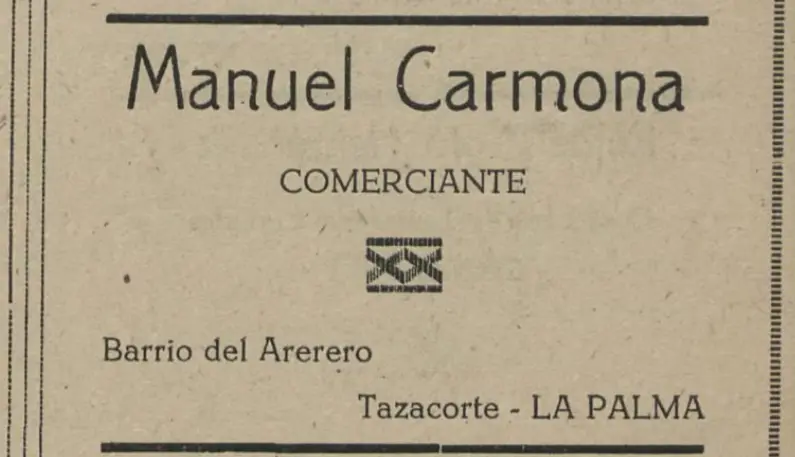 Manuel Carmona
COMERCIANTE
Barrio del Arerero
Tazacorte - LA PALMA